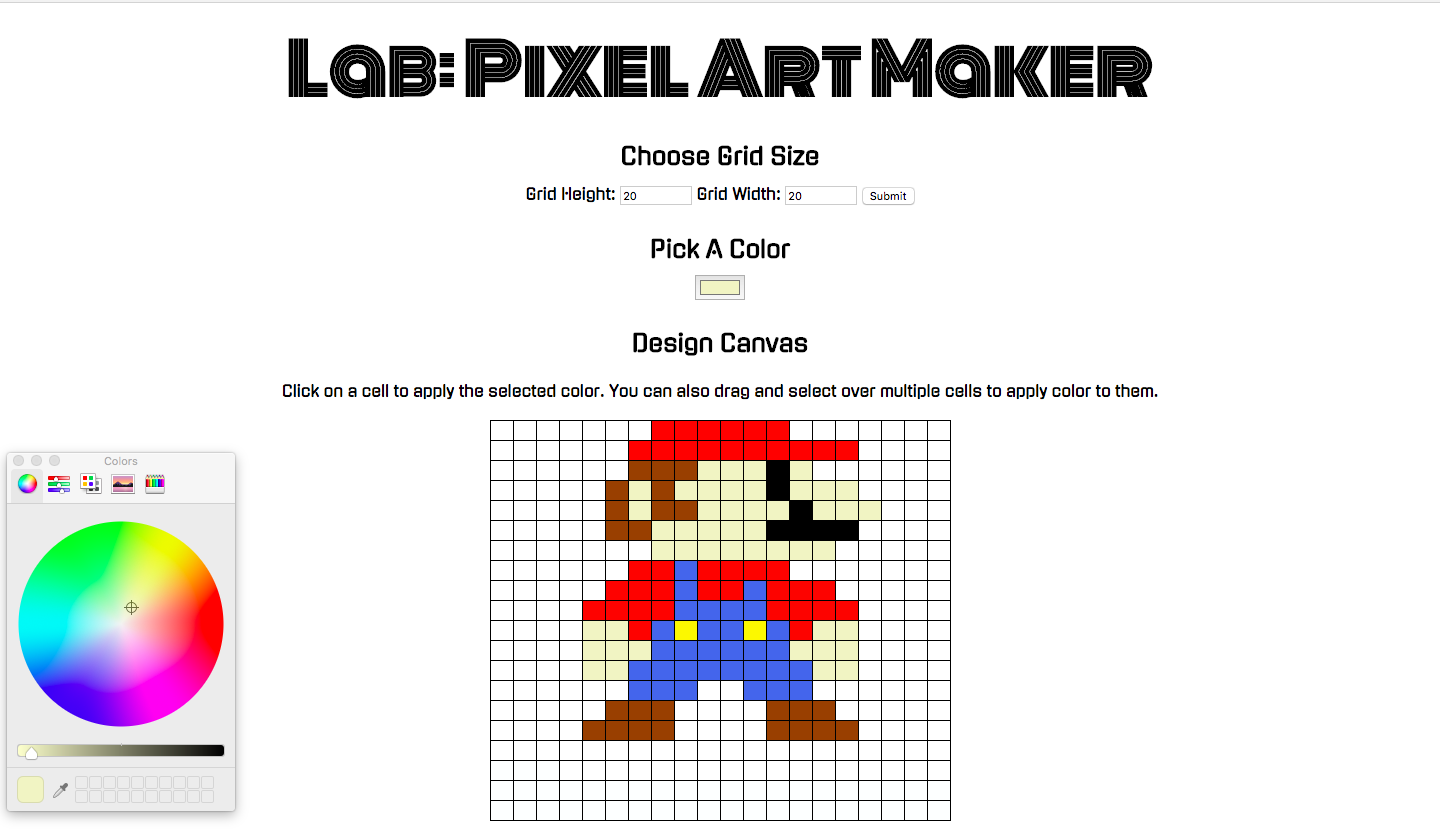 Lab: Pixel Art Maker
Choose Grid Size
Grid Height: 20 Grid Width: 20 Submit
Pick A Color
Design Canvas
Click on a cell to apply the selected color. You can also drag and select over multiple cells to apply color to them.
Colors